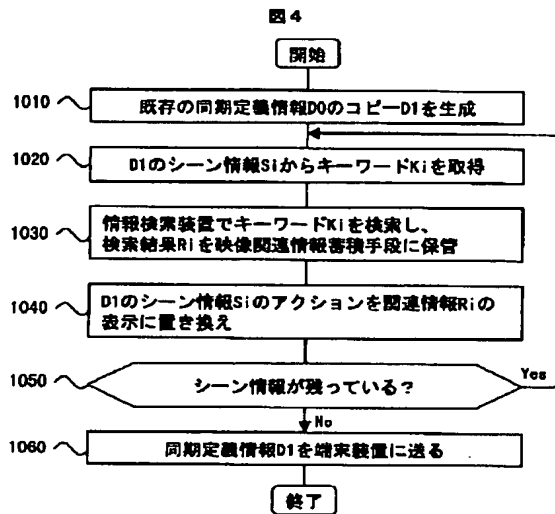 図4
開始
1010
既存の同期定義情報D0のコピーD1を生成
1020
D1のシーン情報SiからキーワードKiを取得
1030
情報検索装置でキーワードKiを検索し、
検索結果Riを映像関連情報蓄積手段に保管
1040
D1のシーン情報Siのアクションを関連情報Riの
表示に置き換え
1050
シーン情報が残っている？
Yes
No
1060
同期定義情報D1を端末装置に送る
終了